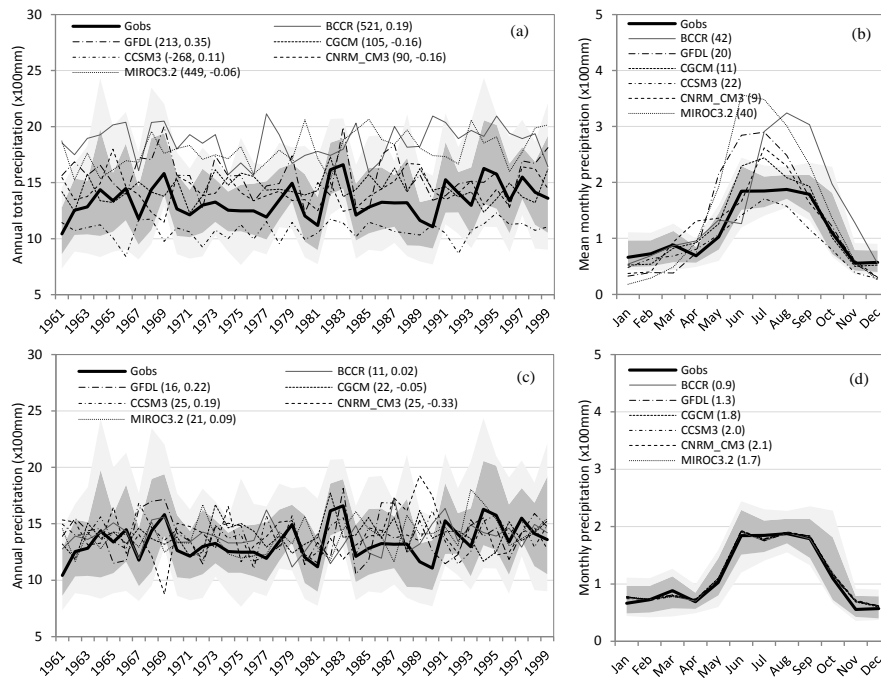 30
25
20
15
10
5
Annual total precipitation (x100mm)
Gobs
BCCR (521, 0.19)
GFDL (213, 0.35)
CGCM (105, -0.16)
CCSM3 (-268, 0.11)
CNRM_CM3 (90, -0.16)
MIROC3.2 (449, -0.06)
(a)
1961 1963 1965 1967 1969 1971 1973 1975 1977 1979 1981 1983 1985 1987 1989 1991 1993 1995 1997 1999
5
4
3
2
1
0
Mean monthly precipitation (x100mm)
Gobs
BCCR (42)
GFDL (20)
CGCM (11)
CCSM3 (22)
CNRM_CM3 (9)
MIROC3.2 (40)
(b)
Jan Feb Mar Apr May Jun Jul Aug Sep Oct Nov Dec
30
25
20
15
10
5
Annual precipitation (x100mm)
Gobs
BCCR (11, 0.02)
GFDL (16, 0.22)
CGCM (22, -0.05)
CCSM3 (25, 0.19)
CNRM_CM3 (25, -0.33)
MIROC3.2 (21, 0.09)
(c)
1961 1963 1965 1967 1969 1971 1973 1975 1977 1979 1981 1983 1985 1987 1989 1991 1993 1995 1997 1999
5
4
3
2
1
0
Monthly precipitation (x100mm)
Gobs
BCCR (0.9)
GFDL (1.3)
CGCM (1.8)
CCSM3 (2.0)
CNRM_CM3 (2.1)
MIROC3.2 (1.7)
(d)
Jan Feb Mar Apr May Jun Jul Aug Sep Oct Nov Dec